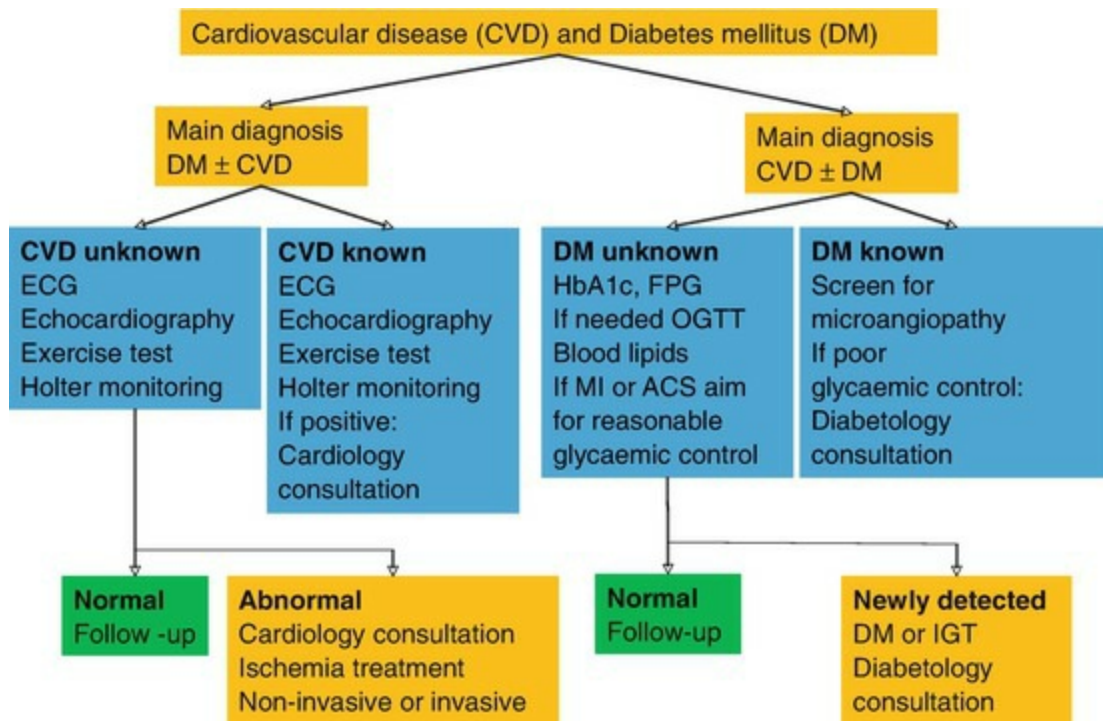 Cardiovascular disease (CVD) and Diabetes mellitus (DM)
Main diagnosis
DM ± CVD
Main diagnosis
CVD ± DM
CVD unknown
ECG
Echocardiography
Exercise test
Holter monitoring
CVD known
ECG
Echocardiography
Exercise test
Holter monitoring
If positive:
Cardiology
consultation
DM unknown
HbA1c, FPG
If needed OGTT
Blood lipids
If MI or ACS aim
for reasonable
glycaemic control
DM known
Screen for
microangiopathy
If poor
glycaemic control:
Diabetology
consultation
Normal
Follow -up
Abnormal
Cardiology consultation
Ischemia treatment
Non-invasive or invasive
Normal
Follow-up
Newly detected
DM or IGT
Diabetology
consultation